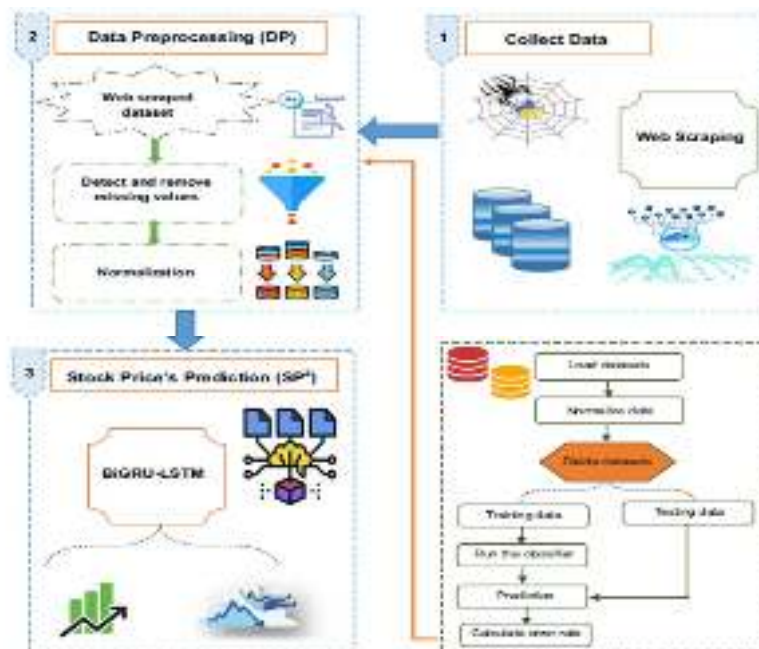 1
Collect Data
Web Scraping
2
Data Preprocessing (DP)
Web scraped
dataset
Detect and remove
missing values
Normalization
3
Stock Price's Prediction (SP
BiGRU-LSTM
Load datasets
Normalize data
datasets
Training data
Testing data
Run the classifier
Prediction
Calculate error rate